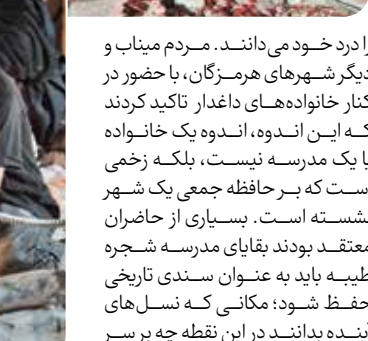 را درد خود می‌دانند. مردم میناب و
دیگر شهرهای هرمزگان، با حضور در
کنار خانواده‌های داغدار تاکید کردند
که این اندوه، اندوه یک خانواده
یا یک مدرسه نیست، بلکه زخمی
است که بر حافظه جمعی یک شهر
نشسته است. بسیاری از حاضران
معتقد بودند بقایای مدرسه شجره
طیبه باید به عنوان سندی تاریخی
حفظ شود؛ مکانی که نسل‌های
آینده بدانند در این نقطه چه بر سر